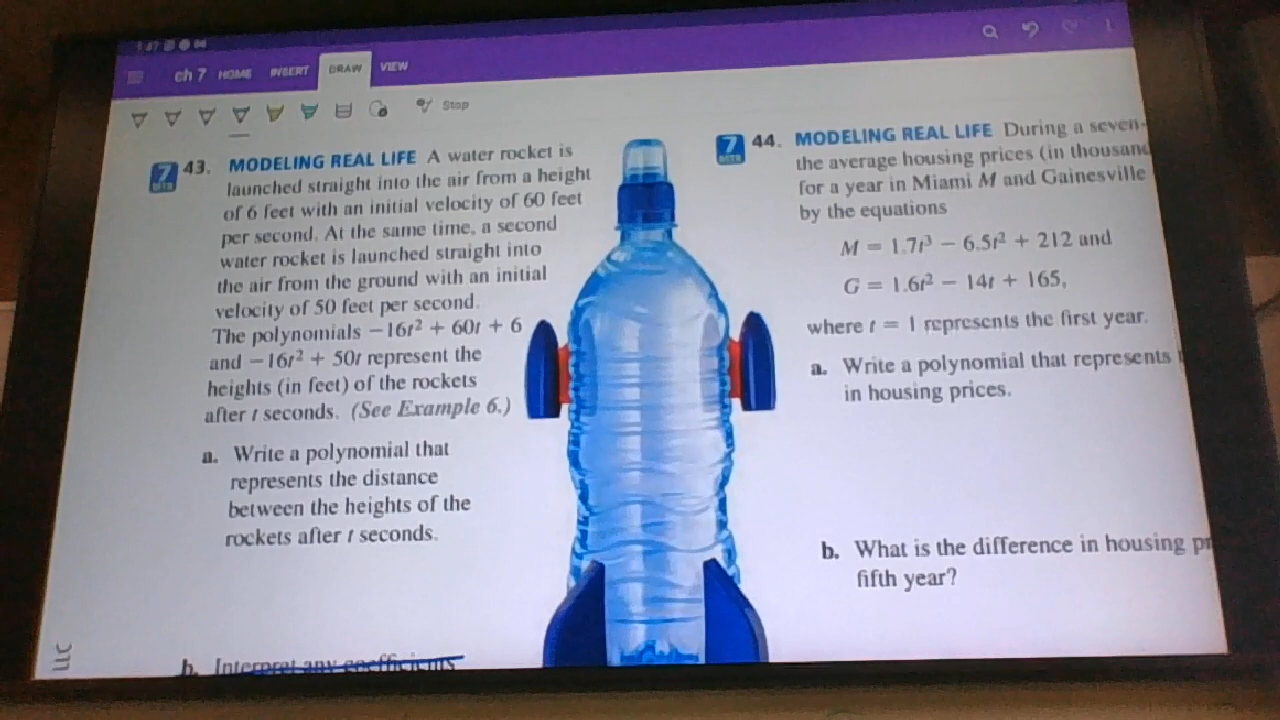 ch 7 HOME INSERT DRAW VIEW
Stop
7
43. MODELING REAL LIFE A water rocket is
launched straight into the air from a height
of 6 feet with an initial velocity of 60 feet
per second. At the same time, a second
water rocket is launched straight into
the air from the ground with an initial
velocity of 50 feet per second.
The polynomials −16t² + 60t + 6
and −16t² + 50t represent the
heights (in feet) of the rockets
after t seconds. (See Example 6.)
a. Write a polynomial that
represents the distance
between the heights of the
rockets after t seconds.
b. Interpret any coefficients
LLC
7
44. MODELING REAL LIFE During a seven-
the average housing prices (in
for a year in Miami M and Gainesville
by the equations
M = 1.7t³ − 6.5t² + 212 and
G = 1.6t² − 14t + 165,
where t = 1 represents the first year.
a. Write a polynomial that represents
in housing prices.
b. What is the difference in housing
fifth year?